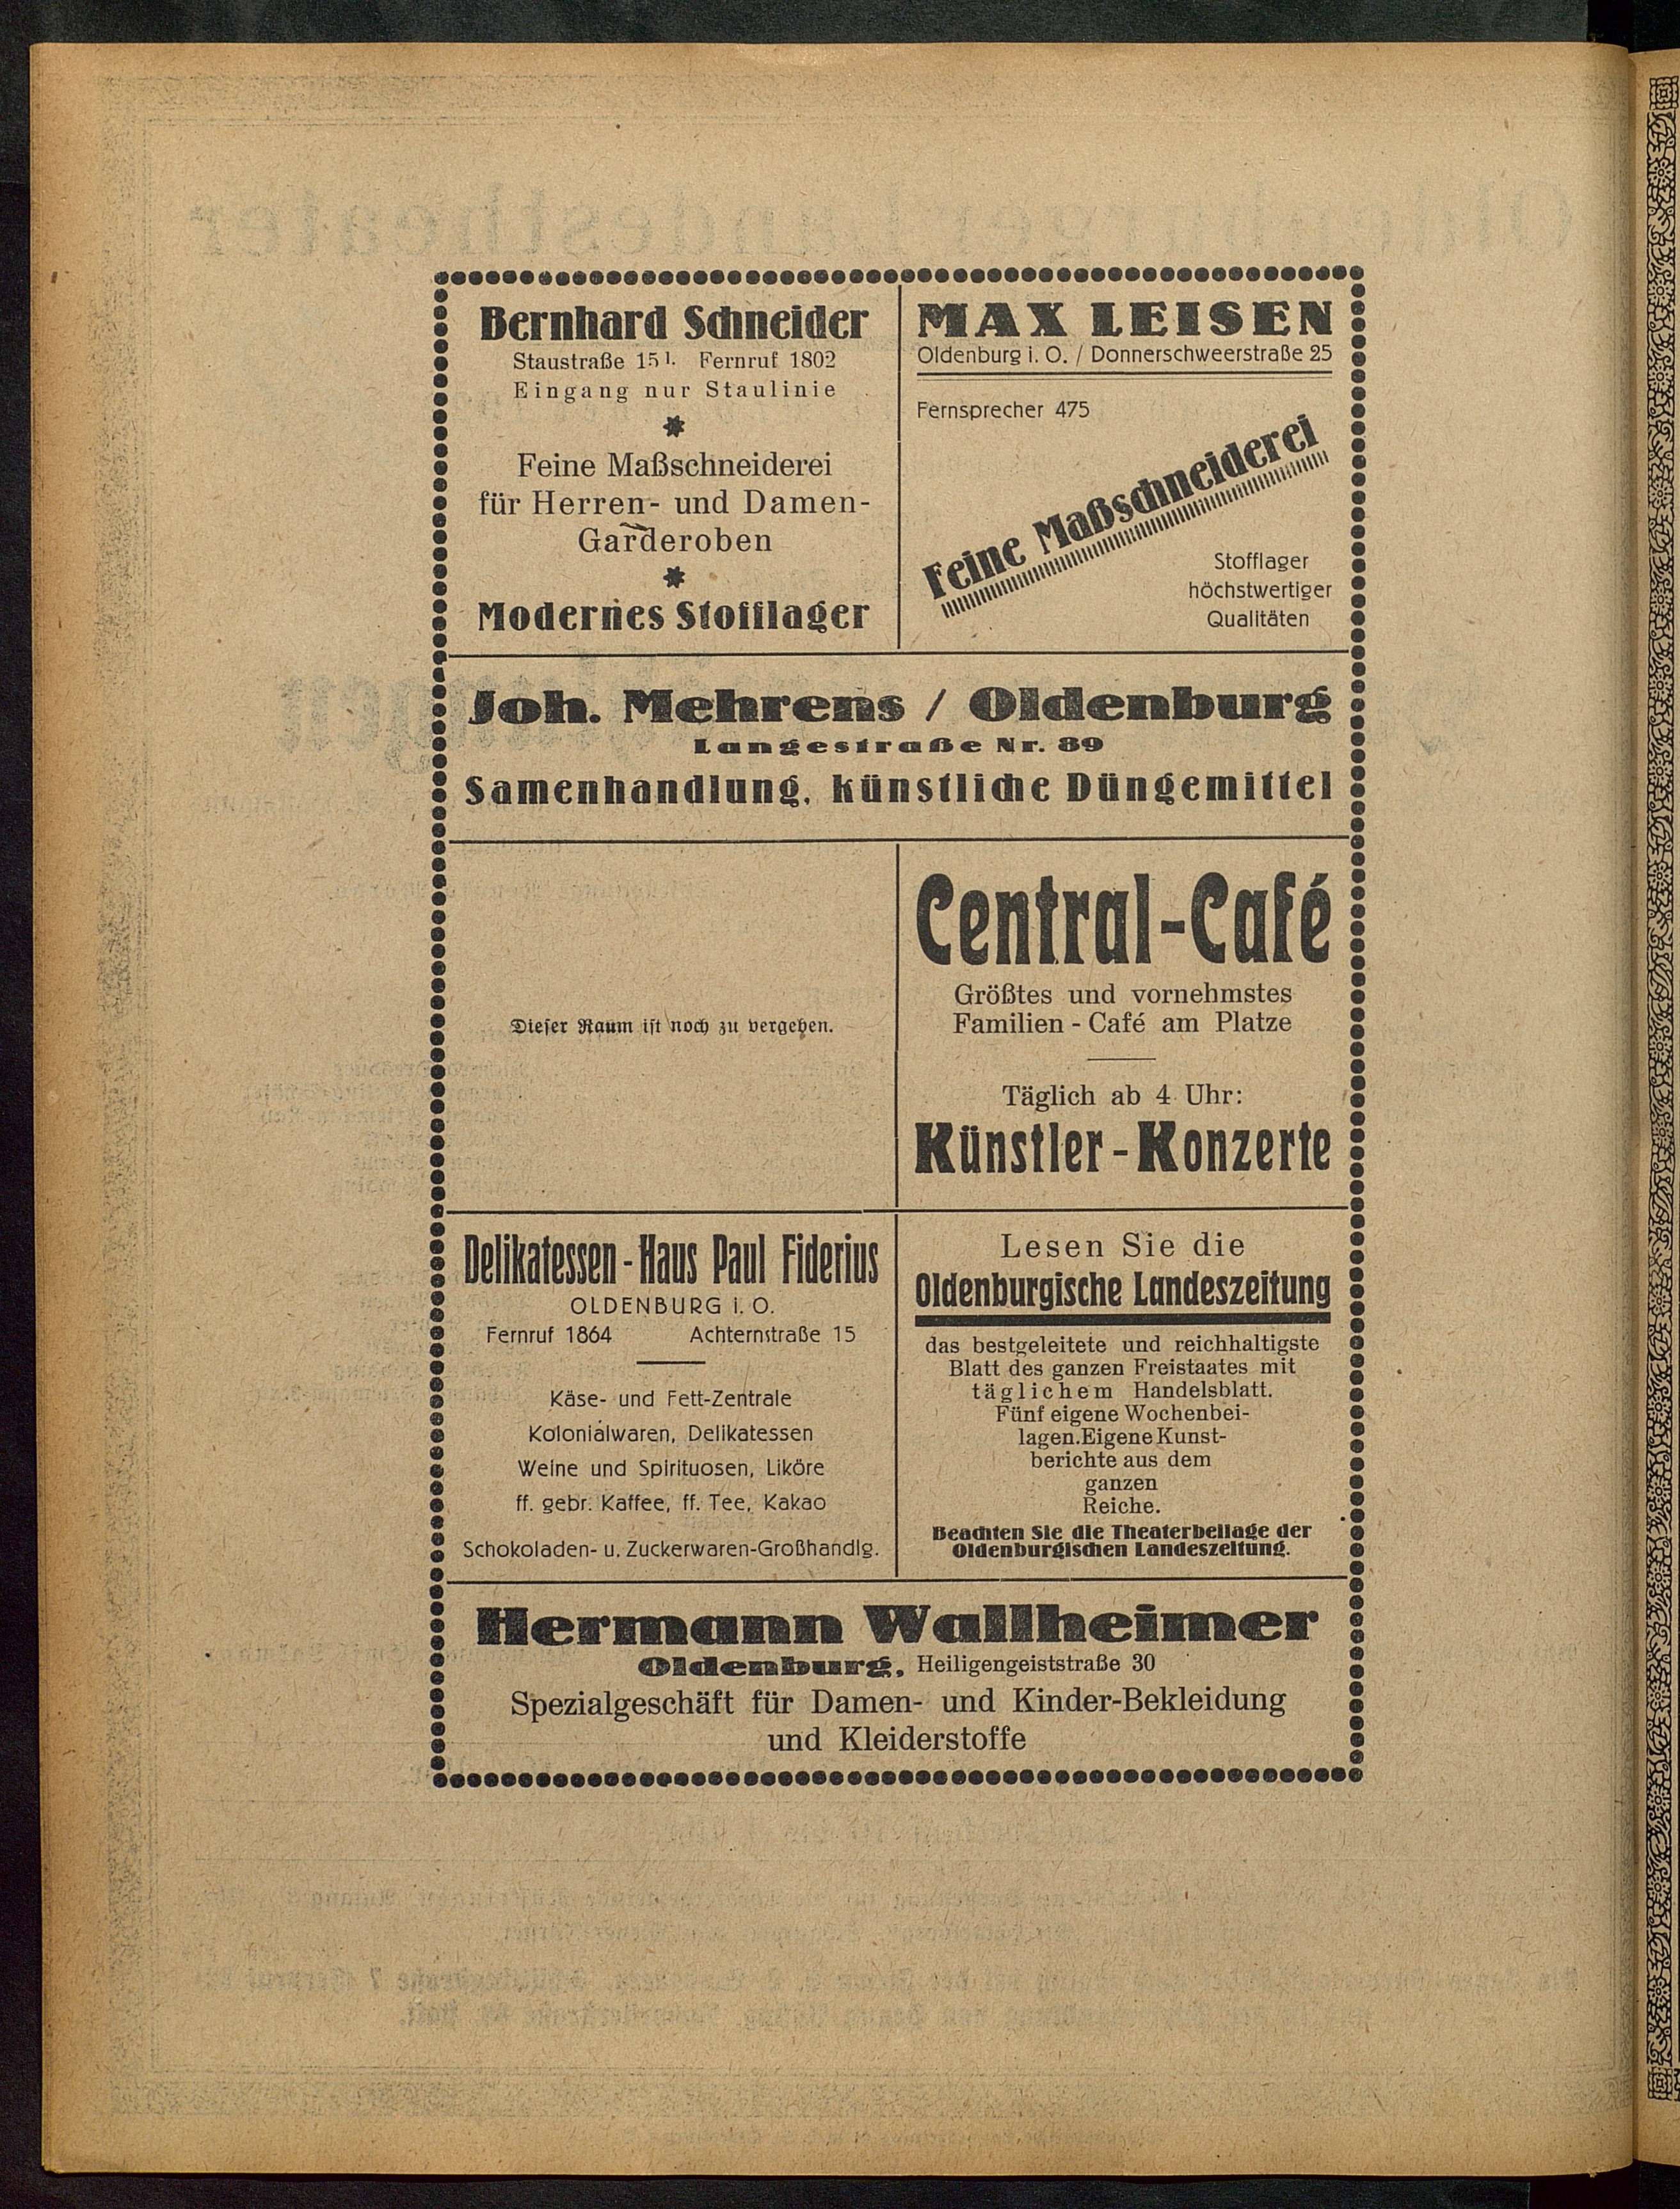 Bernhard Schneider
Staustraße 15 I. Fernruf 1802
Eingang nur Staulinie
Feine Maßschneiderei
für Herren- und Damen-
Garderoben
Modernes Stofflager
MAX LEISEN
Oldenburg i. O. / Donnerschweerstraße 25
Fernsprecher 475
Feine Maßschneiderei
Stofflager
höchstwertiger
Qualitäten
Joh. Mehrens / Oldenburg
Langestraße Nr. 89
Samenhandlung, künstliche Düngemittel
Dieser Raum ist noch zu vergeben.
Central-Café
Größtes und vornehmstes
Familien-Café am Platze
Täglich ab 4 Uhr:
Künstler-Konzerte
Delikatessen-Haus Paul Fiderius
OLDENBURG i. O.
Fernruf 1864 Achternstraße 15
Käse- und Fett-Zentrale
Kolonialwaren, Delikatessen
Weine und Spirituosen, Liköre
ff. gebr. Kaffee, ff. Tee, Kakao
Schokoladen- u. Zuckerwaren-Großhandlg.
Lesen Sie die
Oldenburgische Landeszeitung
das bestgeleitete und reichhaltigste
Blatt des ganzen Freistaates mit
täglichem Handelsblatt.
Fünf eigene Wochenbei-
lagen. Eigene Kunst-
berichte aus dem
ganzen
Reiche.
Beachten Sie die Theaterbeilage der
Oldenburgischen Landeszeitung.
Hermann Wallheimer
Oldenburg, Heiligengeiststraße 30
Spezialgeschäft für Damen- und Kinder-Bekleidung
und Kleiderstoffe